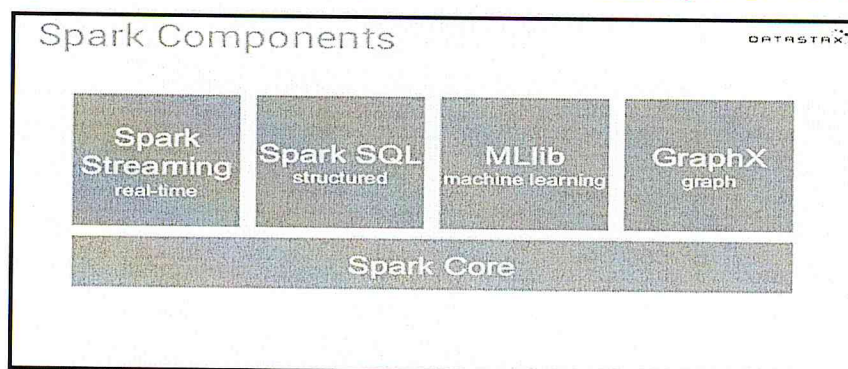 Spark Components
DATASTAX
Spark
Streaming
real-time
Spark SQL
structured
MLlib
machine learning
GraphX
graph
Spark Core